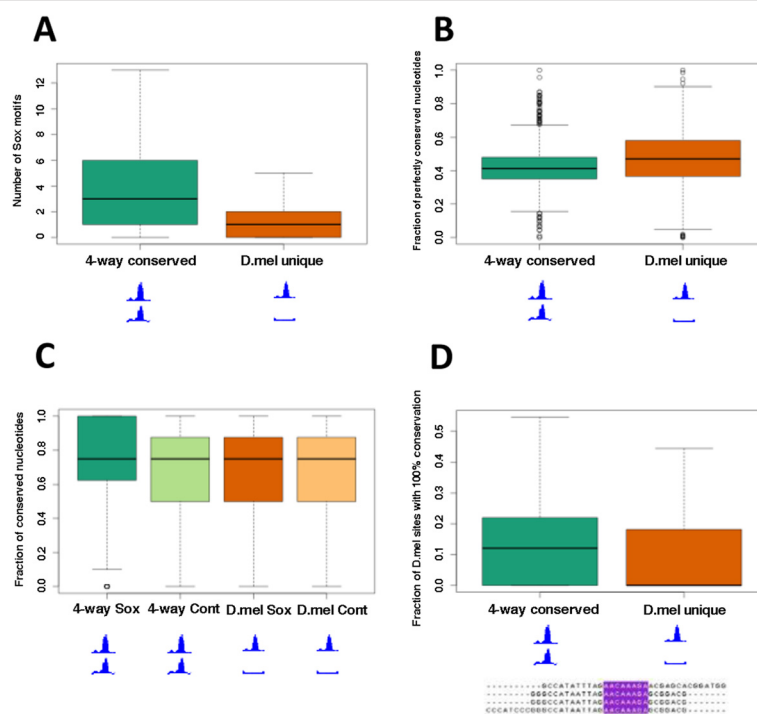 A
B
Number of Sox motifs
12
10
8
6
4
2
0
4-way conserved
D.mel unique
Fraction of perfectly conserved nucleotides
1.0
0.8
0.6
0.4
0.2
0.0
4-way conserved
D.mel unique
C
D
Fraction of conserved nucleotides
1.0
0.8
0.6
0.4
0.2
0.0
4-way Sox
4-way Cont
D.mel Sox
D.mel Cont
Fraction of D.mel sites with 100% conservation
0.5
0.4
0.3
0.2
0.1
0.0
4-way conserved
D.mel unique